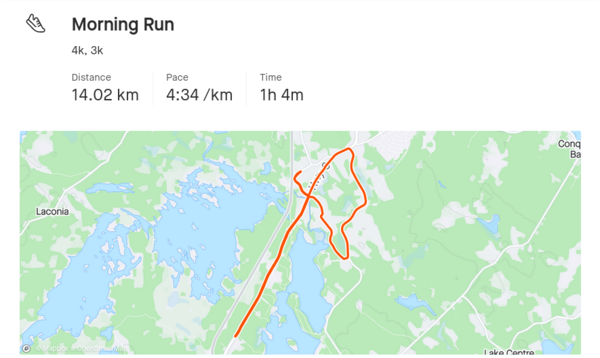 Morning Run
4k, 3k
Distance Pace Time
14.02 km 4:34 /km 1h 4m
Conq
Ba
Laconia
Lake Centre